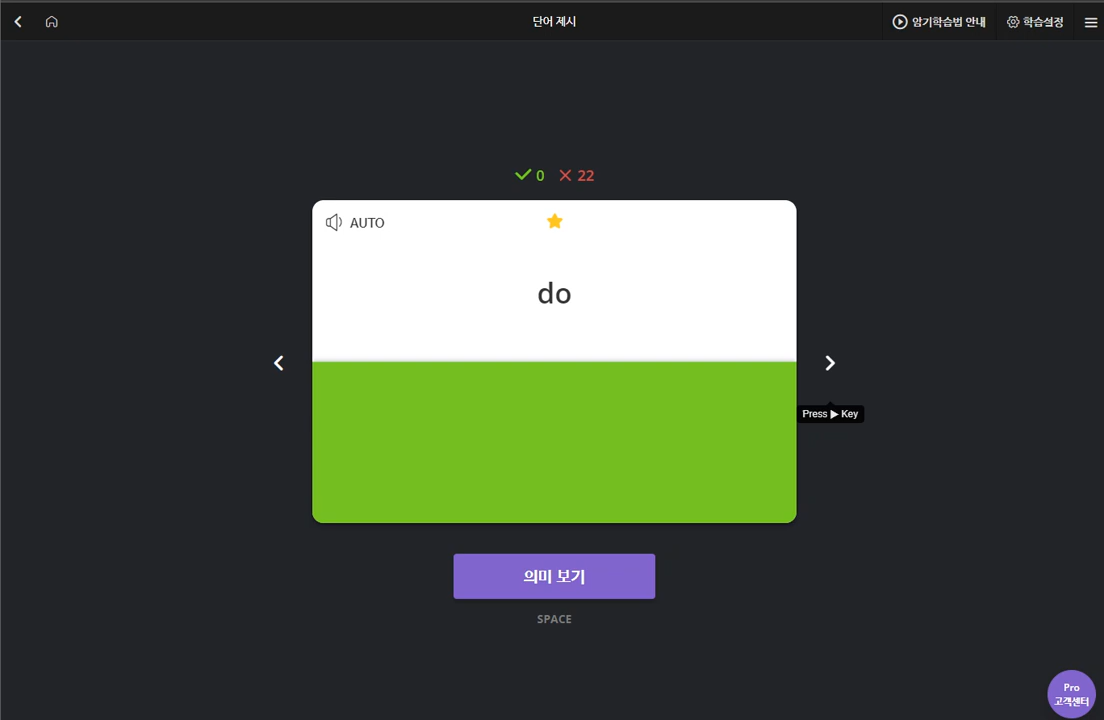 단어 제시
암기학습법 안내
학습설정
0
22
AUTO
do
Press ▶ Key
의미 보기
SPACE
Pro
고객센터